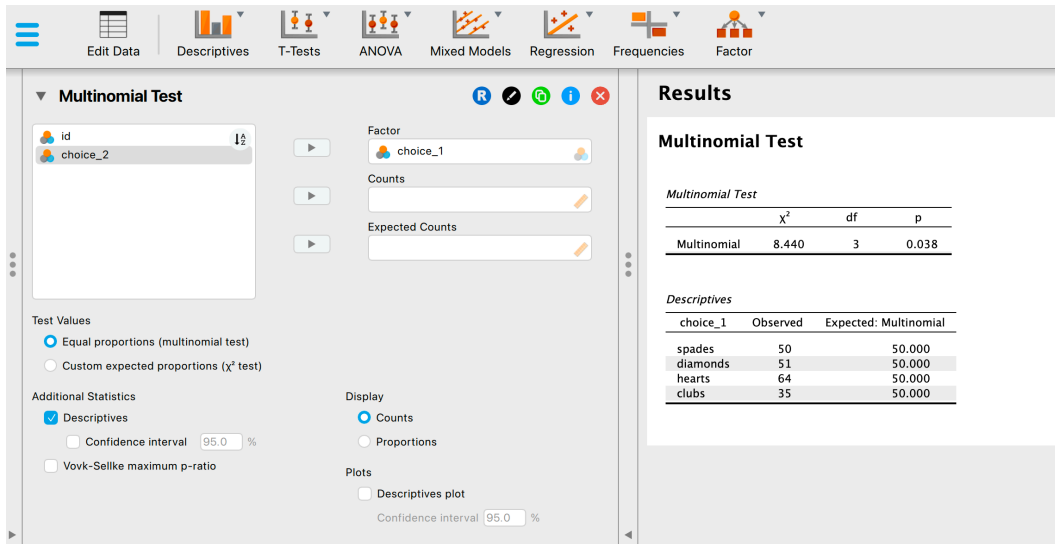 Edit Data Descriptives T-Tests ANOVA Mixed Models Regression Frequencies Factor
Multinomial Test
R
i
id
A
Z
choice_2
Factor
choice_1
Counts
Expected Counts
Test Values
Equal proportions (multinomial test)
Custom expected proportions (χ² test)
Additional Statistics
Descriptives
Confidence interval 95.0 %
Vovk-Sellke maximum p-ratio
Display
Counts
Proportions
Plots
Descriptives plot
Confidence interval 95.0 %
Results
Multinomial Test
Multinomial Test
χ² df p
Multinomial 8.440 3 0.038
Descriptives
choice_1 Observed Expected: Multinomial
spades 50 50.000
diamonds 51 50.000
hearts 64 50.000
clubs 35 50.000